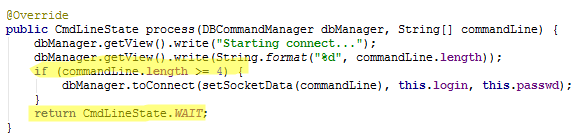 @Override
public CmdLineState process(DBCommandManager dbManager, String[] commandLine) {
    dbManager.getView().write("Starting connect...");
    dbManager.getView().write(String.format("%d", commandLine.length));
    if (commandLine.length >= 4) {
        dbManager.toConnect(setSocketData(commandLine), this.login, this.passwd);
    }
    return CmdLineState.WAIT;
}